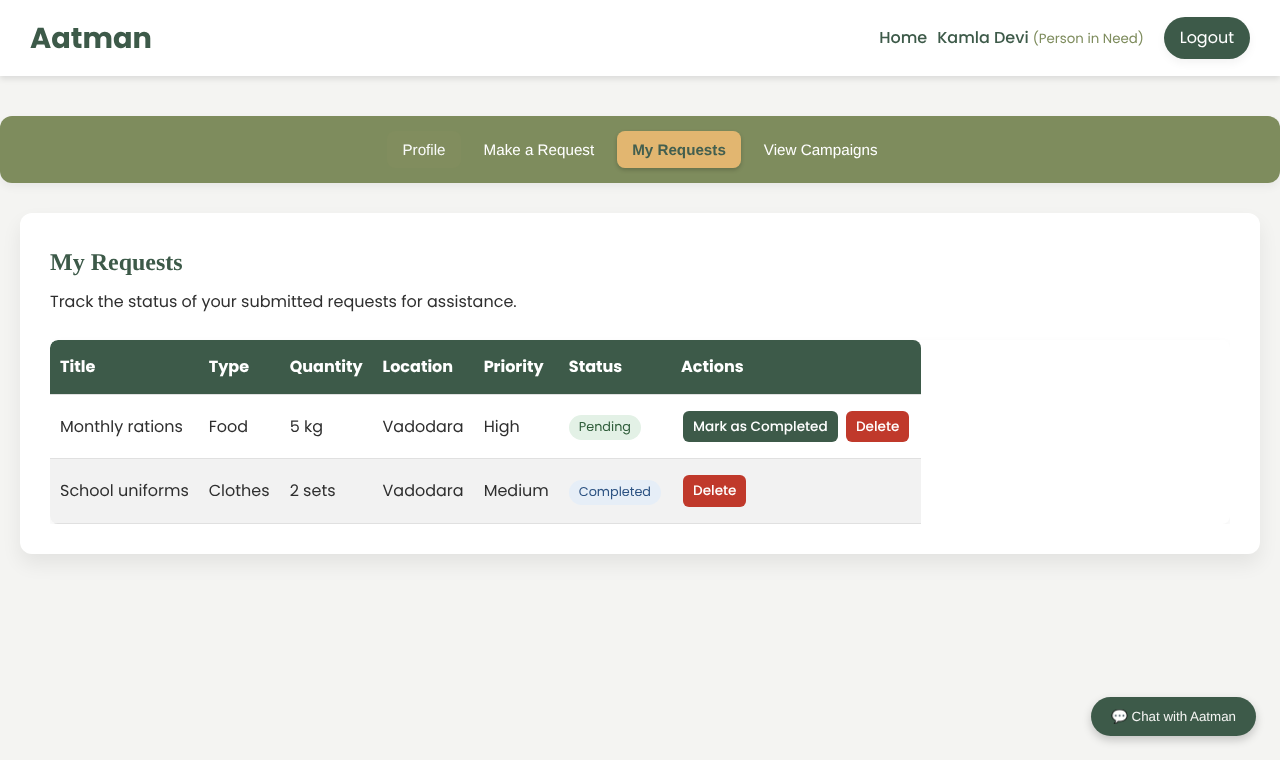 Aatman
Home Kamla Devi (Person in Need) Logout
Profile Make a Request My Requests View Campaigns
My Requests
Track the status of your submitted requests for assistance.
Title Type Quantity Location Priority Status Actions
Monthly rations Food 5 kg Vadodara High Pending Mark as Completed Delete
School uniforms Clothes 2 sets Vadodara Medium Completed Delete
💬 Chat with Aatman